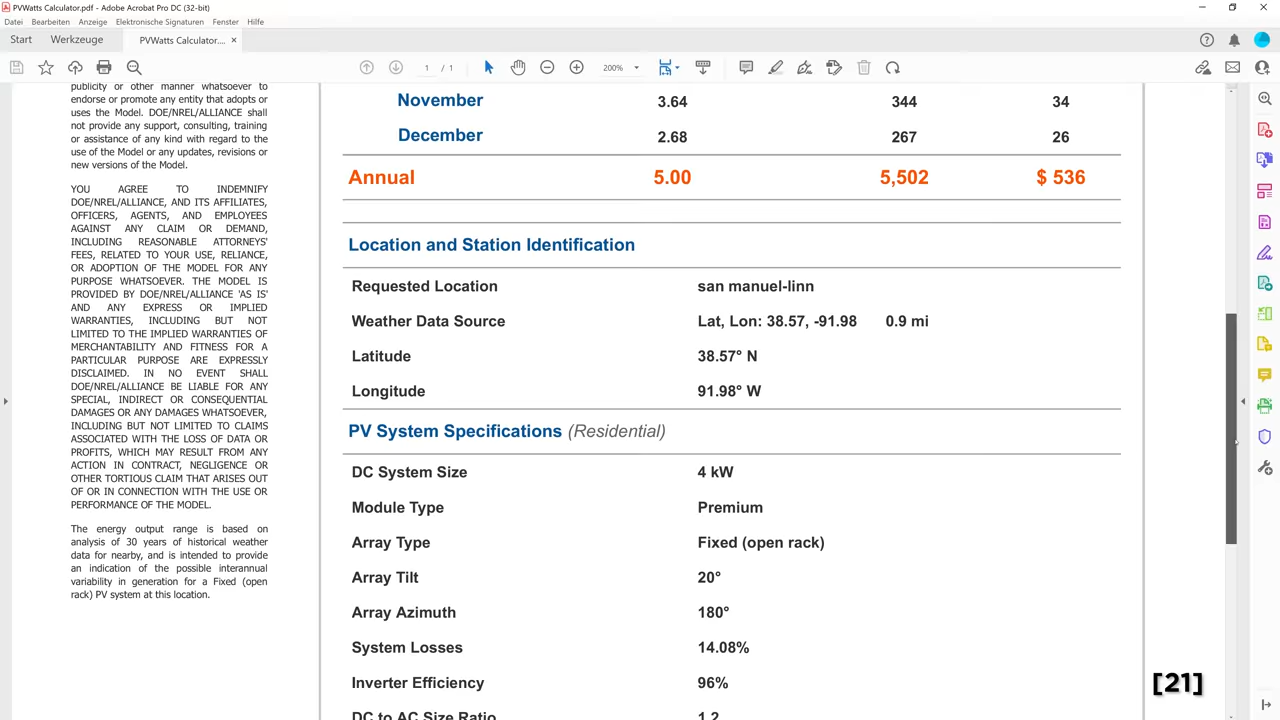 PVWatts Calculator.pdf - Adobe Acrobat Pro DC (32-bit)
Datei Bearbeiten Anzeige Elektronische Signaturen Fenster Hilfe
Start Werkzeuge PVWatts Calculator.... ×
1 / 1 200%
publicity or other manner whatsoever to
endorse or promote any entity that adopts or
uses the Model. DOE/NREL/ALLIANCE shall
not provide any support, consulting, training
or assistance of any kind with regard to the
use of the Model or any updates, revisions or
new versions of the Model.
YOU AGREE TO INDEMNIFY
DOE/NREL/ALLIANCE, AND ITS AFFILIATES,
OFFICERS, AGENTS, AND EMPLOYEES
AGAINST ANY CLAIM OR DEMAND,
INCLUDING REASONABLE ATTORNEYS'
FEES, RELATED TO YOUR USE, RELIANCE,
OR ADOPTION OF THE MODEL FOR ANY
PURPOSE WHATSOEVER. THE MODEL IS
PROVIDED BY DOE/NREL/ALLIANCE 'AS IS'
AND ANY EXPRESS OR IMPLIED
WARRANTIES, INCLUDING BUT NOT
LIMITED TO THE IMPLIED WARRANTIES OF
MERCHANTABILITY AND FITNESS FOR A
PARTICULAR PURPOSE ARE EXPRESSLY
DISCLAIMED. IN NO EVENT SHALL
DOE/NREL/ALLIANCE BE LIABLE FOR ANY
SPECIAL, INDIRECT OR CONSEQUENTIAL
DAMAGES OR ANY DAMAGES WHATSOEVER,
INCLUDING BUT NOT LIMITED TO CLAIMS
ASSOCIATED WITH THE LOSS OF DATA OR
PROFITS, WHICH MAY RESULT FROM ANY
ACTION IN CONTRACT, NEGLIGENCE OR
OTHER TORTIOUS CLAIM THAT ARISES OUT
OF OR IN CONNECTION WITH THE USE OR
PERFORMANCE OF THE MODEL.
The energy output range is based on
analysis of 30 years of historical weather
data for nearby, and is intended to provide
an indication of the possible interannual
variability in generation for a Fixed (open
rack) PV system at this location.
November 3.64 344 34
December 2.68 267 26
Annual 5.00 5,502 $ 536
Location and Station Identification
Requested Location san manuel-linn
Weather Data Source Lat, Lon: 38.57, -91.98 0.9 mi
Latitude 38.57° N
Longitude 91.98° W
PV System Specifications (Residential)
DC System Size 4 kW
Module Type Premium
Array Type Fixed (open rack)
Array Tilt 20°
Array Azimuth 180°
System Losses 14.08%
Inverter Efficiency 96%
DC to AC Size Ratio 1.2
[21]